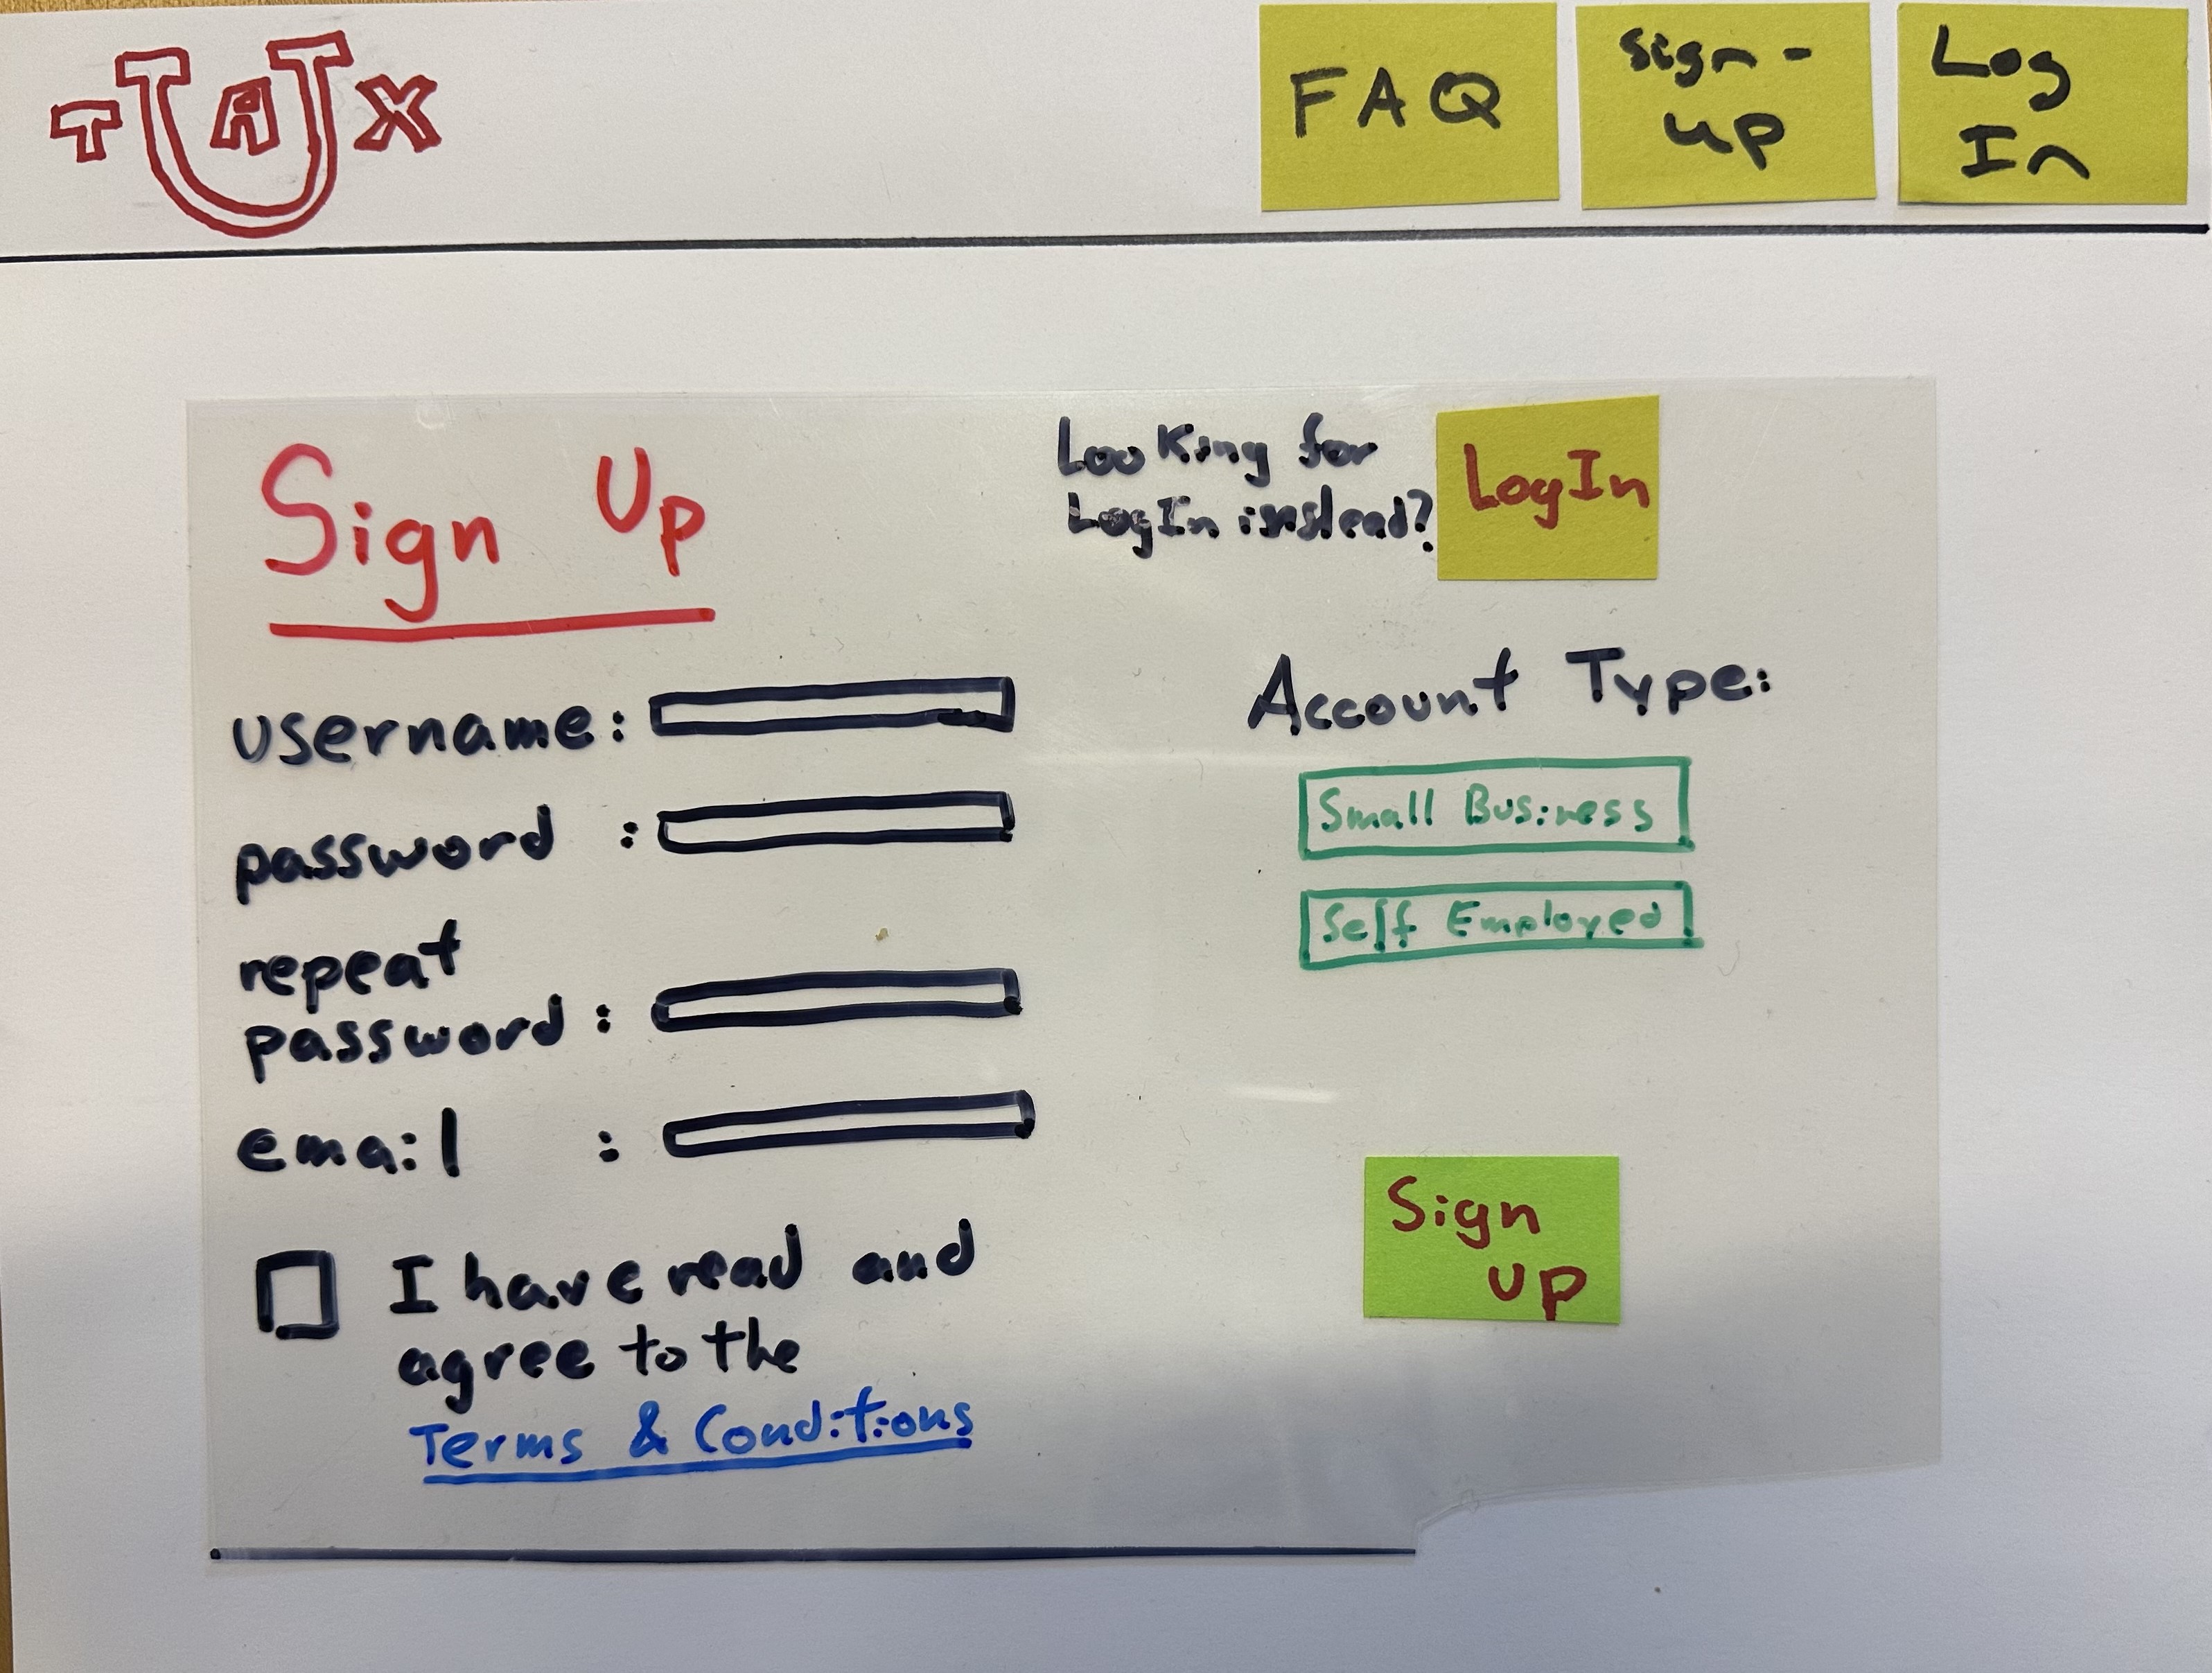 TUAX
FAQ
sign-
up
Log
In
Sign Up
Looking for
LogIn instead?
LogIn
username:
password :
repeat
password:
email :
Account Type:
Small Business
Self Employed
I have read and
agree to the
Terms & Conditions
Sign
up